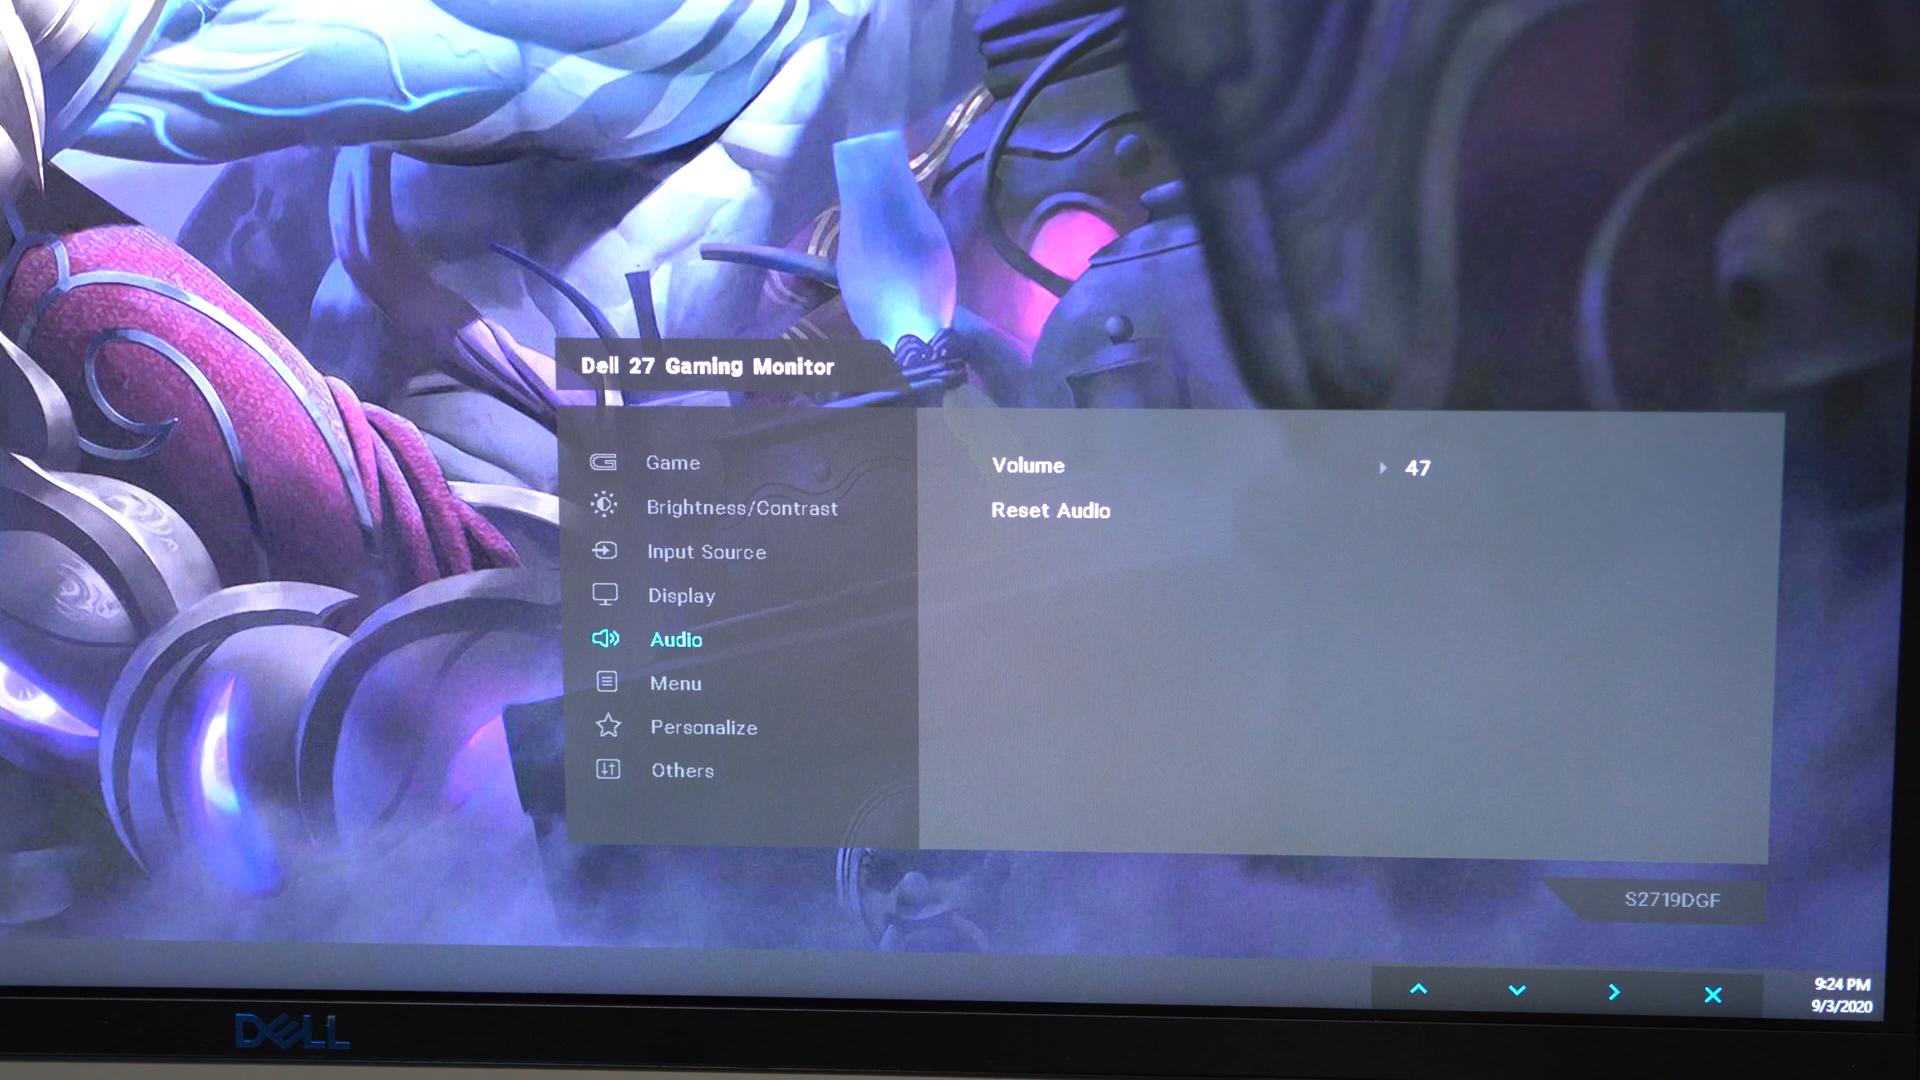 Dell 27 Gaming Monitor
Game
Brightness/Contrast
Input Source
Display
Audio
Menu
Personalize
Others
Volume 47
Reset Audio
S2719DGF
9:24 PM
9/3/2020
DELL